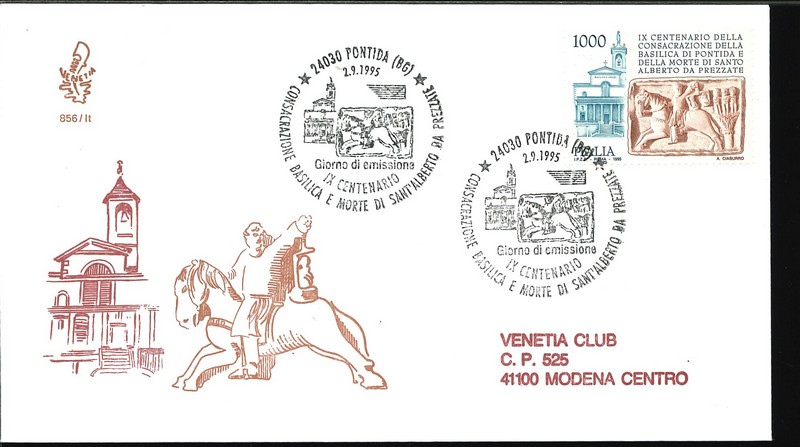 VENETIA
856/It
★ 24030 PONTIDA (BG) ★
2.9.1995
Giorno di emissione
IX CENTENARIO
CONSACRAZIONE BASILICA E MORTE DI SANT'ALBERTO DA PREZZATE
1000
IX CENTENARIO DELLA
CONSACRAZIONE DELLA
BASILICA DI PONTIDA E
DELLA MORTE DI SANTO
ALBERTO DA PREZZATE
ITALIA
I.P.Z.S. - ROMA - 1995
A. CIABURRO
★ 24030 PONTIDA (BG) ★
2.9.1995
Giorno di emissione
IX CENTENARIO
CONSACRAZIONE BASILICA E MORTE DI SANT'ALBERTO DA PREZZATE
VENETIA CLUB
C. P. 525
41100 MODENA CENTRO